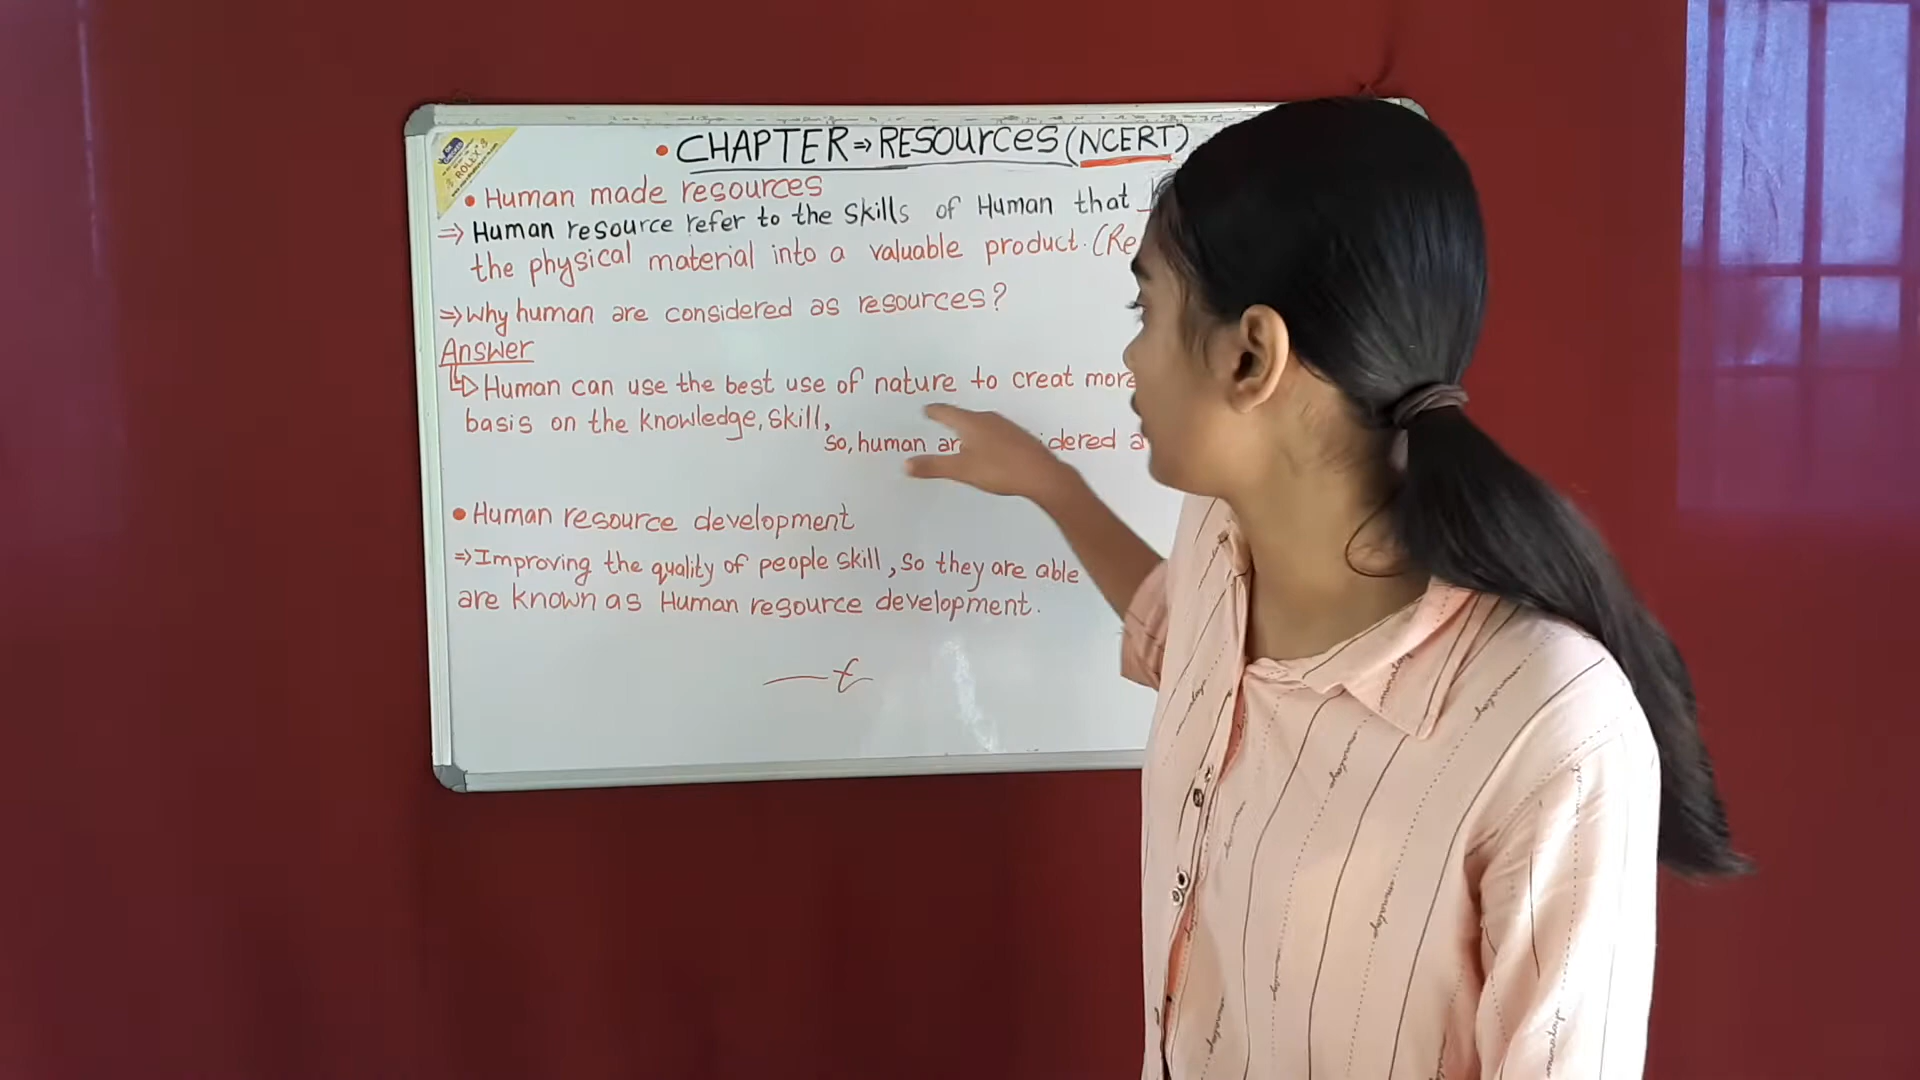 • CHAPTER ⇒ RESOURCES (NCERT)
ROLEX
• Human made resources
⇒ Human resource refer to the skills of Human that
the physical material into a valuable product. (Re
⇒ Why human are considered as resources?
Answer
Human can use the best use of nature to creat more
basis on the knowledge, skill,
so, human
• Human resource development
⇒ Improving the quality of people skill, so they are able
are known as Human resource development.